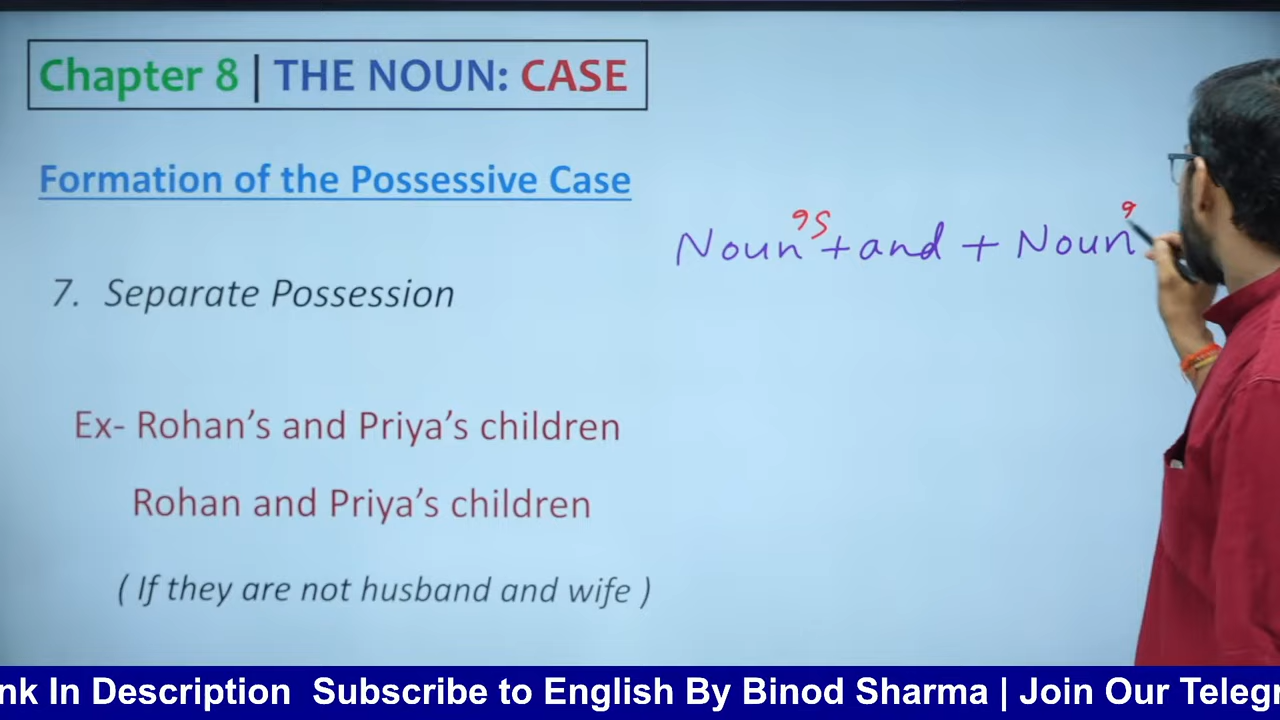 Chapter 8 | THE NOUN: CASE
Formation of the Possessive Case
Noun's + and + Noun'
7. Separate Possession
Ex- Rohan’s and Priya’s children
Rohan and Priya’s children
( If they are not husband and wife )
nk In Description Subscribe to English By Binod Sharma | Join Our Telegr